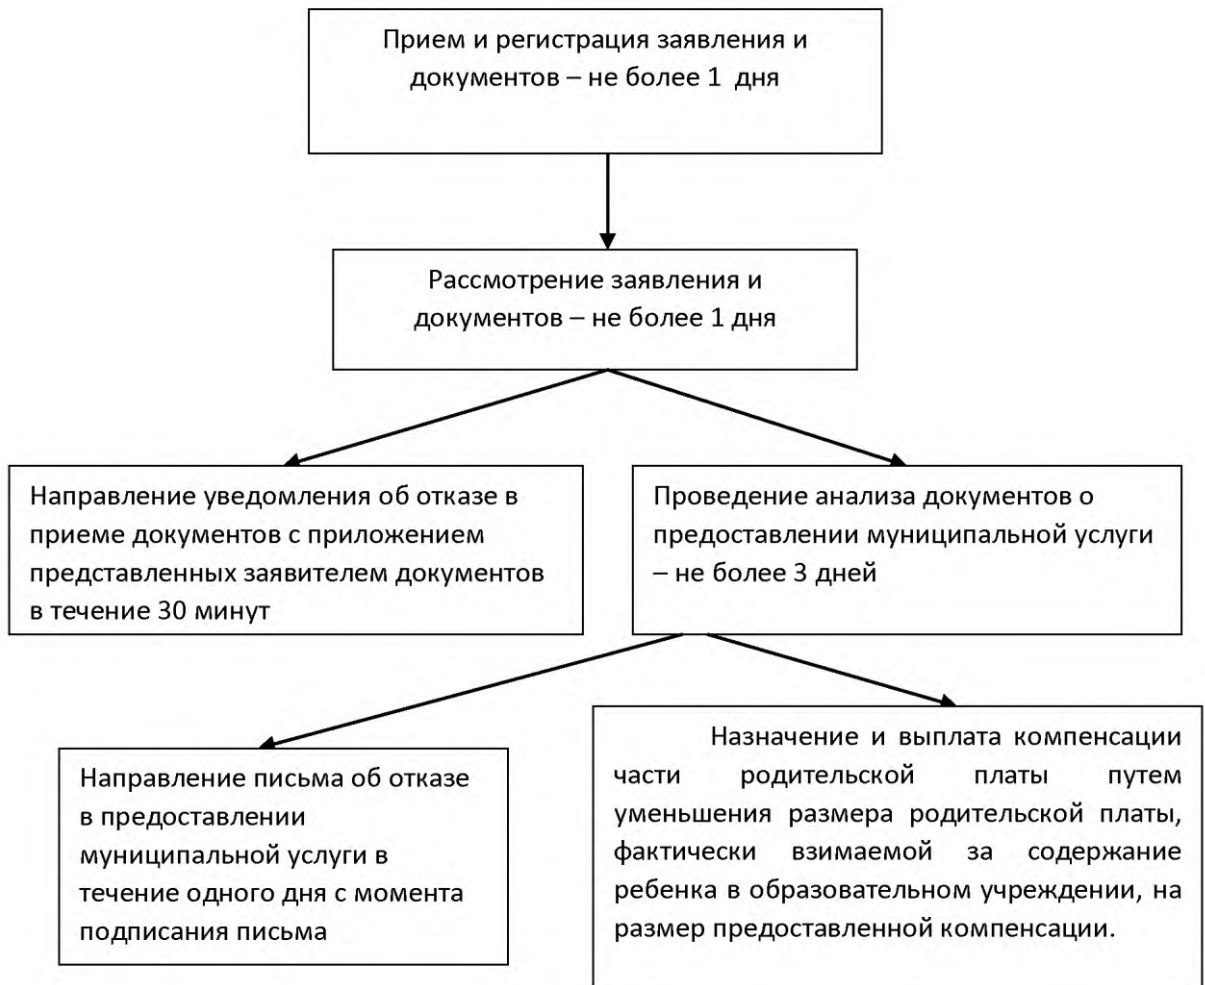 Прием и регистрация заявления и
документов – не более 1 дня
Рассмотрение заявления и
документов – не более 1 дня
Направление уведомления об отказе в
приеме документов с приложением
представленных заявителем документов
в течение 30 минут
Проведение анализа документов о
предоставлении муниципальной услуги
– не более 3 дней
Направление письма об отказе
в предоставлении
муниципальной услуги в
течение одного дня с момента
подписания письма
Назначение и выплата компенсации
части родительской платы путем
уменьшения размера родительской платы,
фактически взимаемой за содержание
ребенка в образовательном учреждении, на
размер предоставленной компенсации.